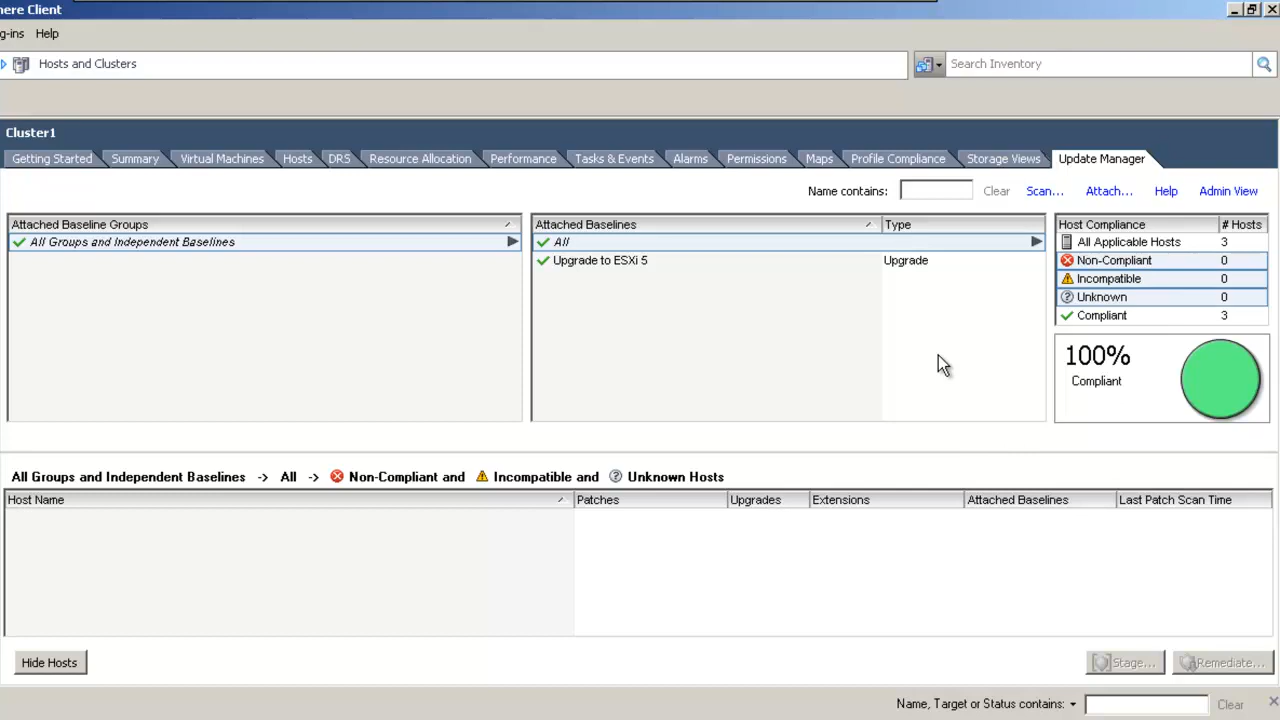 here Client
g-ins Help
Hosts and Clusters
Search Inventory
Cluster1
Getting Started Summary Virtual Machines Hosts DRS Resource Allocation Performance Tasks & Events Alarms Permissions Maps Profile Compliance Storage Views Update Manager
Name contains: Clear Scan... Attach... Help Admin View
Attached Baseline Groups
All Groups and Independent Baselines
Attached Baselines Type
All
Upgrade to ESXi 5 Upgrade
Host Compliance # Hosts
All Applicable Hosts 3
Non-Compliant 0
Incompatible 0
Unknown 0
Compliant 3
100%
Compliant
All Groups and Independent Baselines -> All -> Non-Compliant and Incompatible and Unknown Hosts
Host Name Patches Upgrades Extensions Attached Baselines Last Patch Scan Time
Hide Hosts Stage... Remediate...
Name, Target or Status contains: Clear